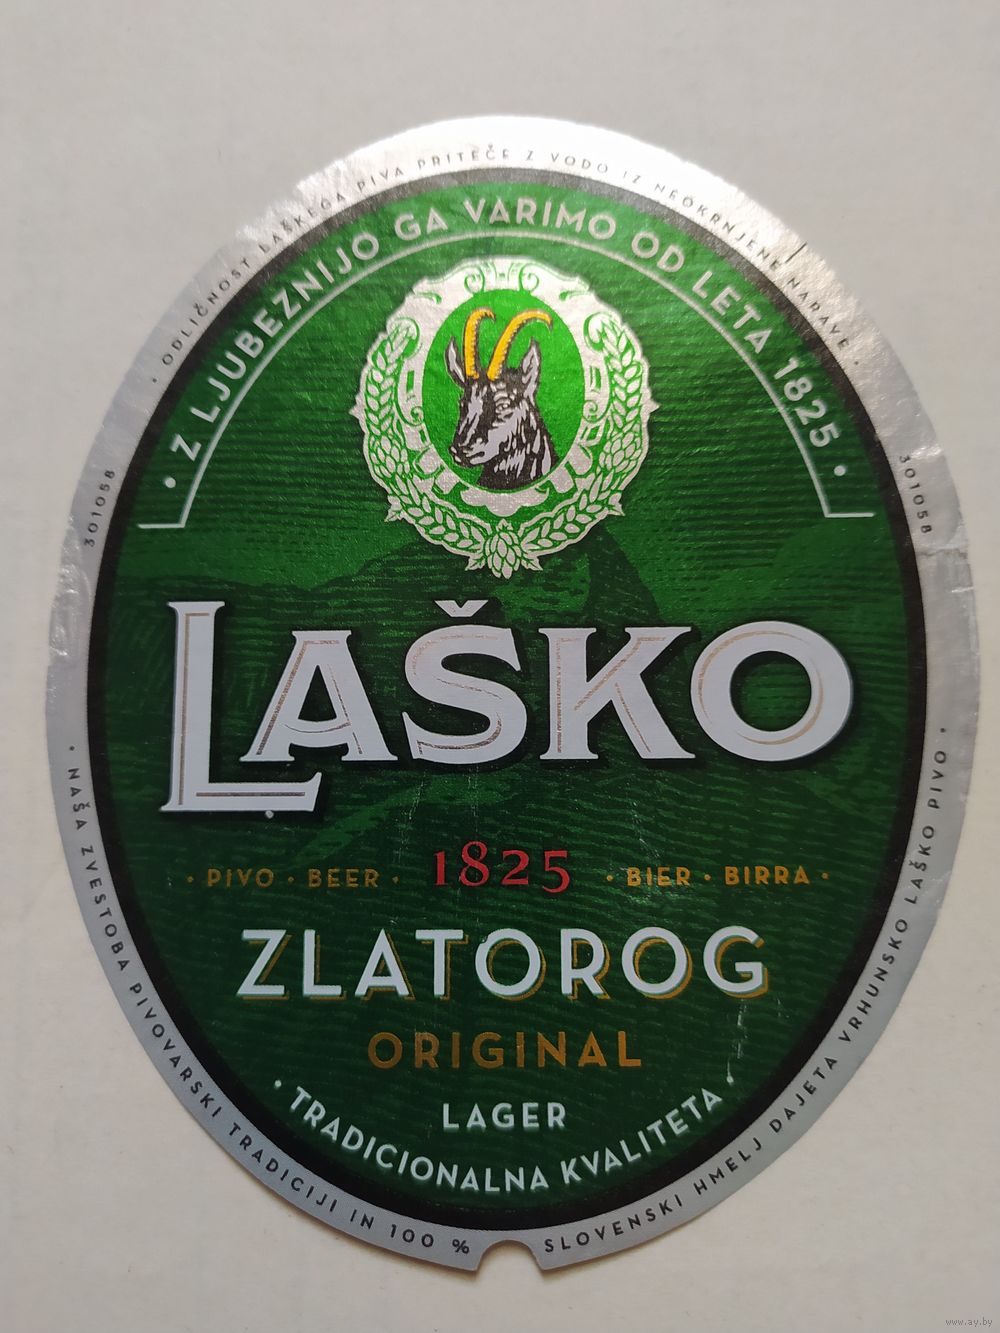 · ODLIČNOST LAŠKEGA PIVA PRITEČE Z VODO IZ NEOKRNJENE NARAVE ·
· Z LJUBEZNIJO GA VARIMO OD LETA 1825 ·
301058
301058
LAŠKO
· PIVO · BEER · 1825 · BIER · BIRRA ·
ZLATOROG
ORIGINAL
LAGER
· TRADICIONALNA KVALITETA ·
· NAŠA ZVESTOBA PIVOVARSKI TRADICIJI IN 100 % SLOVENSKI HMELJ DAJETA VRHUNSKO LAŠKO PIVO ·
www.ay.by